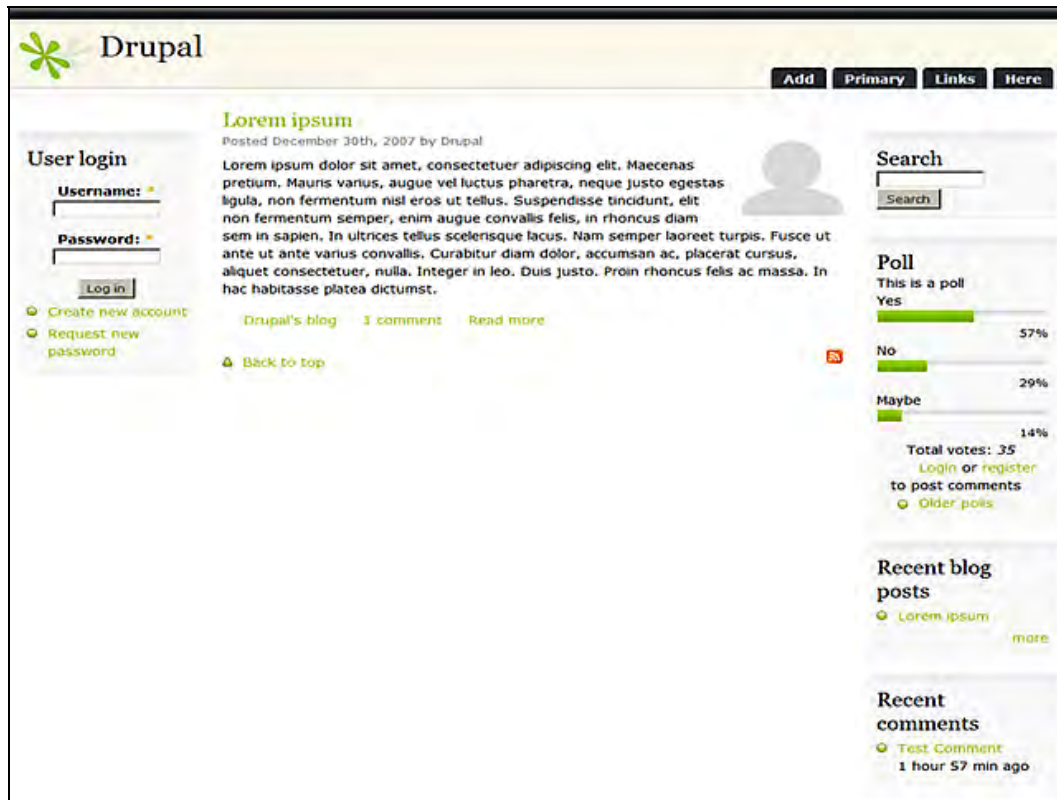 Drupal
Add Primary Links Here
User login
Username: *
Password: *
Log in
Create new account
Request new
password
Lorem ipsum
Posted December 30th, 2007 by Drupal
Lorem ipsum dolor sit amet, consectetuer adipiscing elit. Maecenas
pretium. Mauris varius, augue vel luctus pharetra, neque justo egestas
ligula, non fermentum nisl eros ut tellus. Suspendisse tincidunt, elit
non fermentum semper, enim augue convallis felis, in rhoncus diam
sem in sapien. In ultrices tellus scelerisque lacus. Nam semper laoreet turpis. Fusce ut
ante ut ante varius convallis. Curabitur diam dolor, accumsan ac, placerat cursus,
aliquet consectetuer, nulla. Integer in leo. Duis justo. Proin rhoncus felis ac massa. In
hac habitasse platea dictumst.
Drupal's blog 1 comment Read more
Back to top
Search
Search
Poll
This is a poll
Yes
57%
No
29%
Maybe
14%
Total votes: 35
Login or register
to post comments
Older polls
Recent blog
posts
Lorem ipsum
more
Recent
comments
Test Comment
1 hour 57 min ago